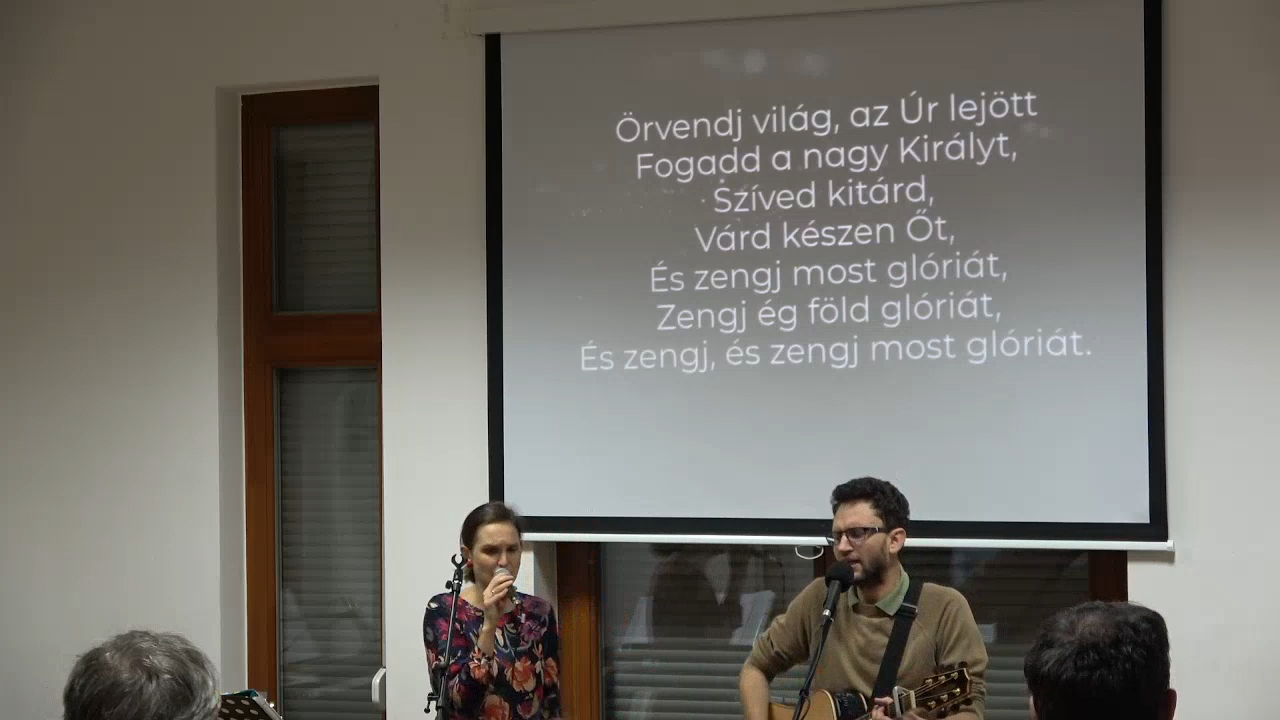 Örvendj világ, az Úr lejött
Fogadd a nagy Királyt,
Szíved kitárd,
Várd készen Őt,
És zengj most glóriát,
Zengj ég föld glóriát,
És zengj, és zengj most glóriát.